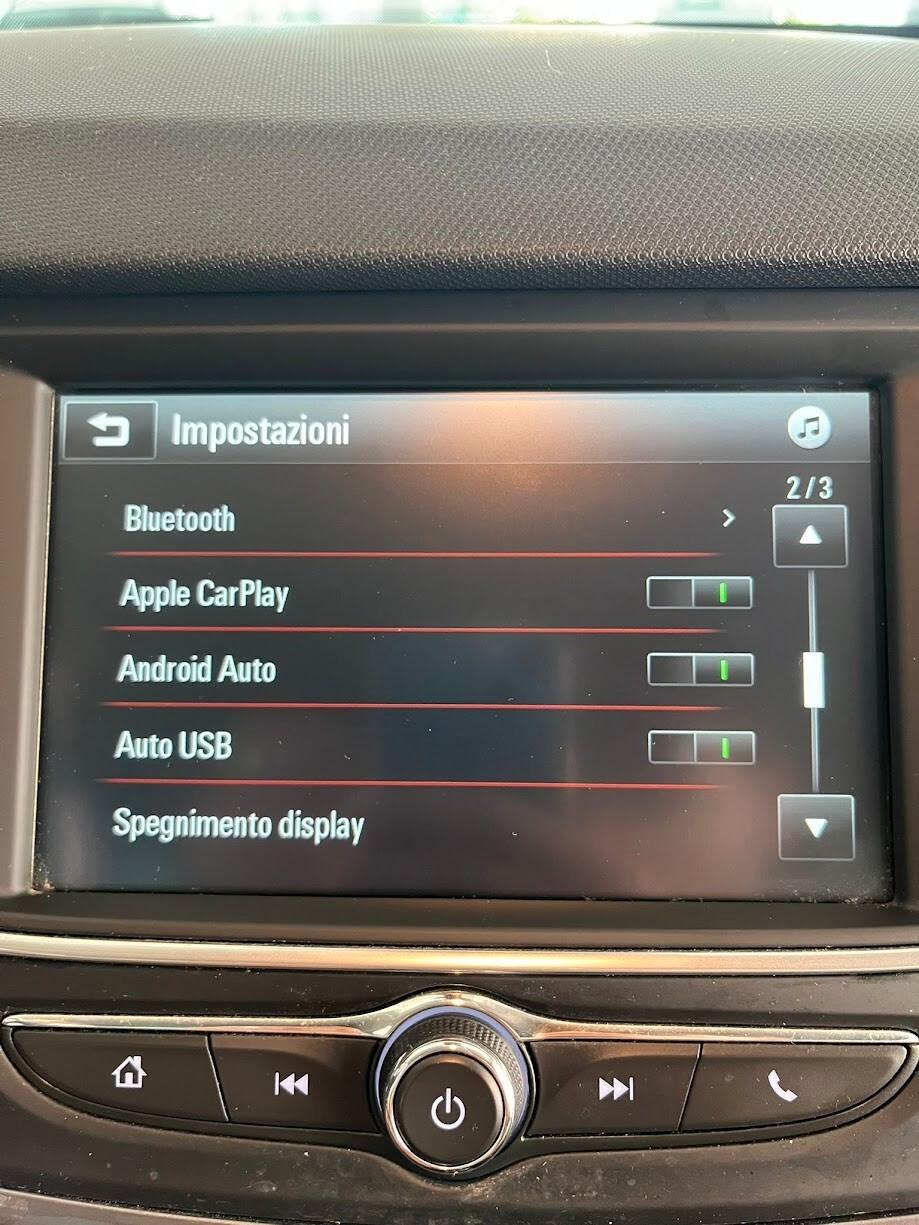 Impostazioni
2/3
Bluetooth
Apple CarPlay
Android Auto
Auto USB
Spegnimento display